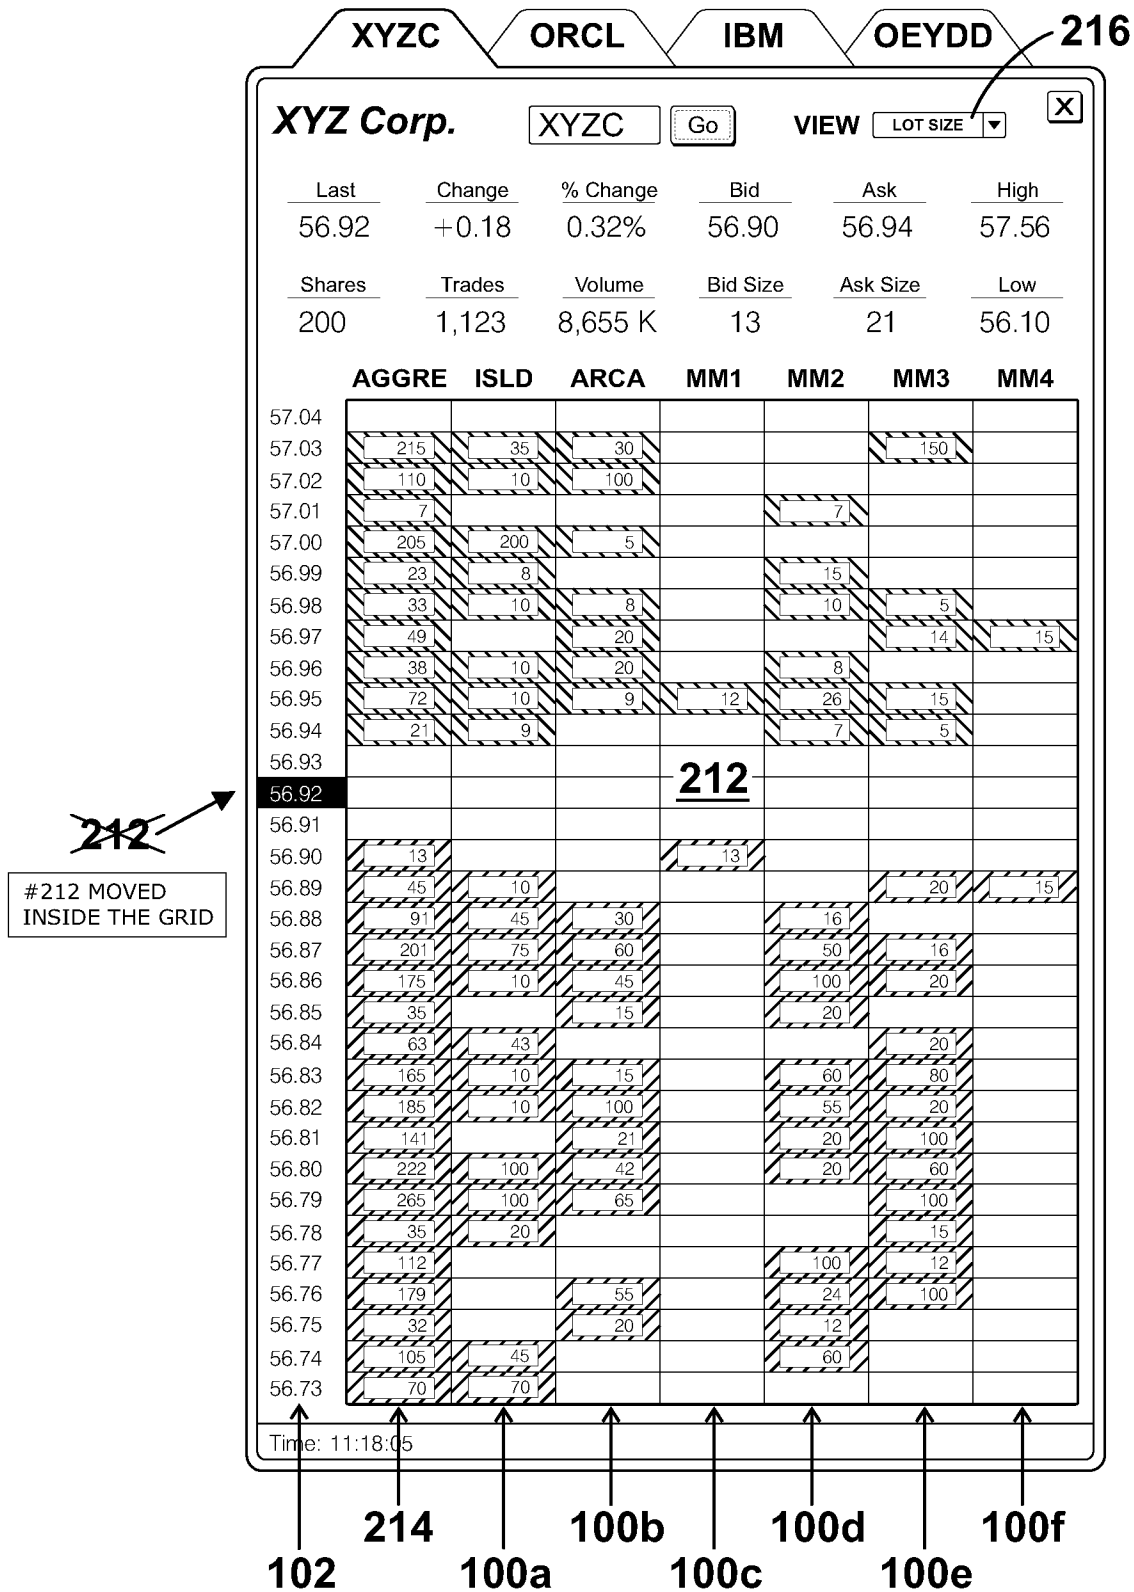 XYZC ORCL IBM OEYDD 216
XYZ Corp. XYZC Go VIEW LOT SIZE X
Last Change % Change Bid Ask High
56.92 +0.18 0.32% 56.90 56.94 57.56
Shares Trades Volume Bid Size Ask Size Low
200 1,123 8,655 K 13 21 56.10
AGGRE ISLD ARCA MM1 MM2 MM3 MM4
57.04
57.03 215 35 30 150
57.02 110 10 100
57.01 7 7
57.00 205 200 5
56.99 23 8 15
56.98 33 10 8 10 5
56.97 49 20 14 15
56.96 38 10 20 8
56.95 72 10 9 12 26 15
56.94 21 9 7 5
56.93
212
56.92
212
#212 MOVED
INSIDE THE GRID
56.91
56.90 13 13
56.89 45 10 20 15
56.88 91 45 30 16
56.87 201 75 60 50 16
56.86 175 10 45 100 20
56.85 35 15 20
56.84 63 43 20
56.83 165 10 15 60 80
56.82 185 10 100 55 20
56.81 141 21 20 100
56.80 222 100 42 20 60
56.79 265 100 65 100
56.78 35 20 15
56.77 112 100 12
56.76 179 55 24 100
56.75 32 20 12
56.74 105 45 60
56.73 70 70
Time: 11:18:05
214 100b 100d 100f
102 100a 100c 100e